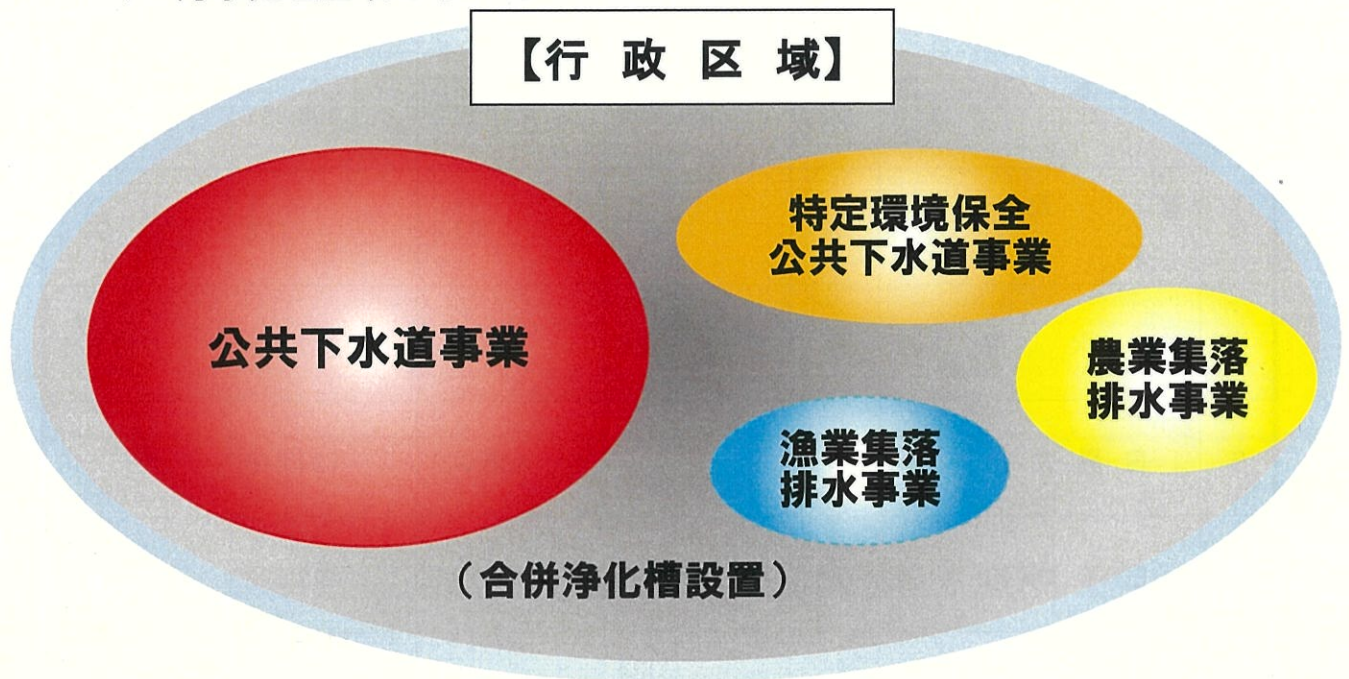 【行 政 区 域】
特定環境保全
公共下水道事業
公共下水道事業
農業集落
排水事業
漁業集落
排水事業
（合併浄化槽設置）